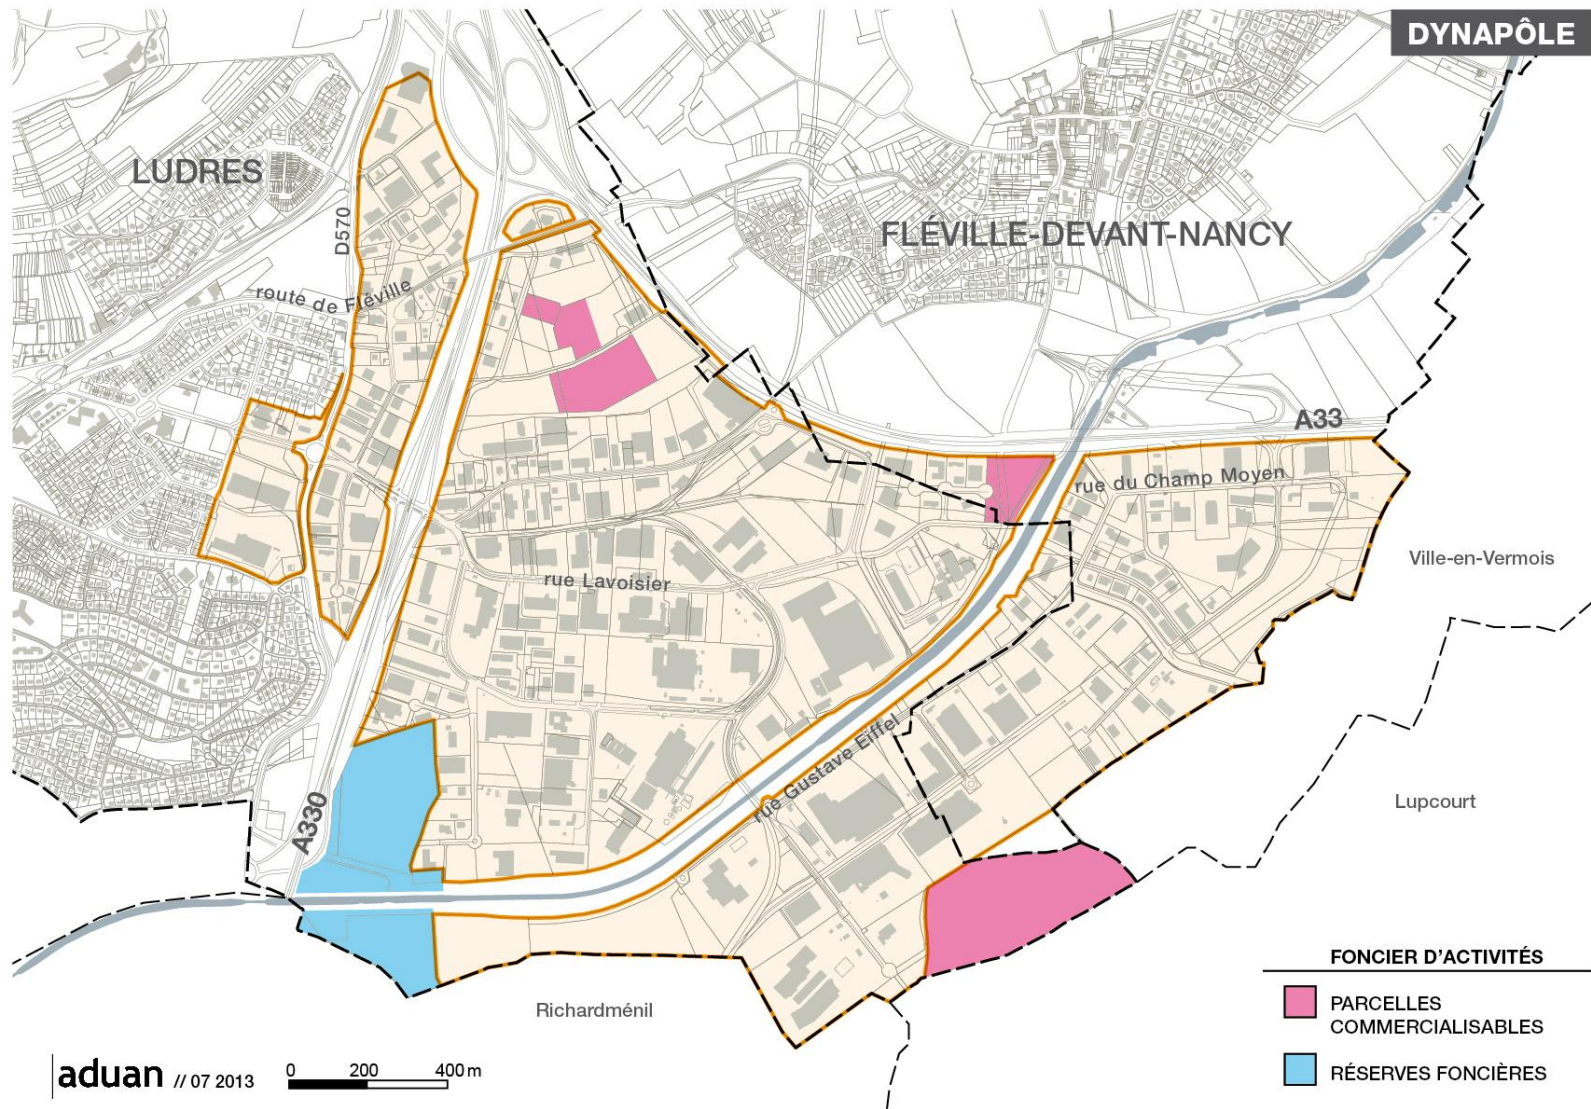 DYNAPÔLE
LUDRES
D570
FLÉVILLE-DEVANT-NANCY
route de Fléville
A33
rue du Champ Moyen
Ville-en-Vermois
rue Lavoisier
rue Gustave Eiffel
A330
Lupcourt
Richardménil
FONCIER D'ACTIVITÉS
PARCELLES
COMMERCIALISABLES
RÉSERVES FONCIÈRES
aduan // 07 2013
0 200 400 m